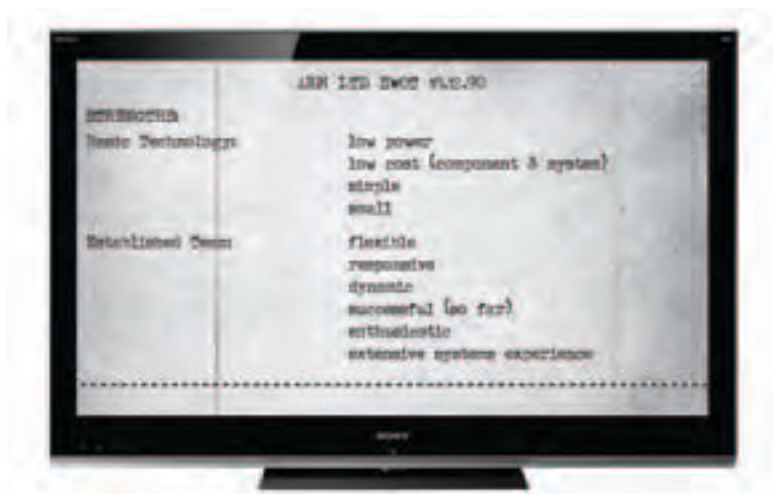 ARM LTD SWOT
STRENGTHS
Basic Technology: low power
low cost (component & system)
simple
small
Established Team flexible
responsive
dynamic
successful (so far)
enthusiastic
extensive systems experience
SONY